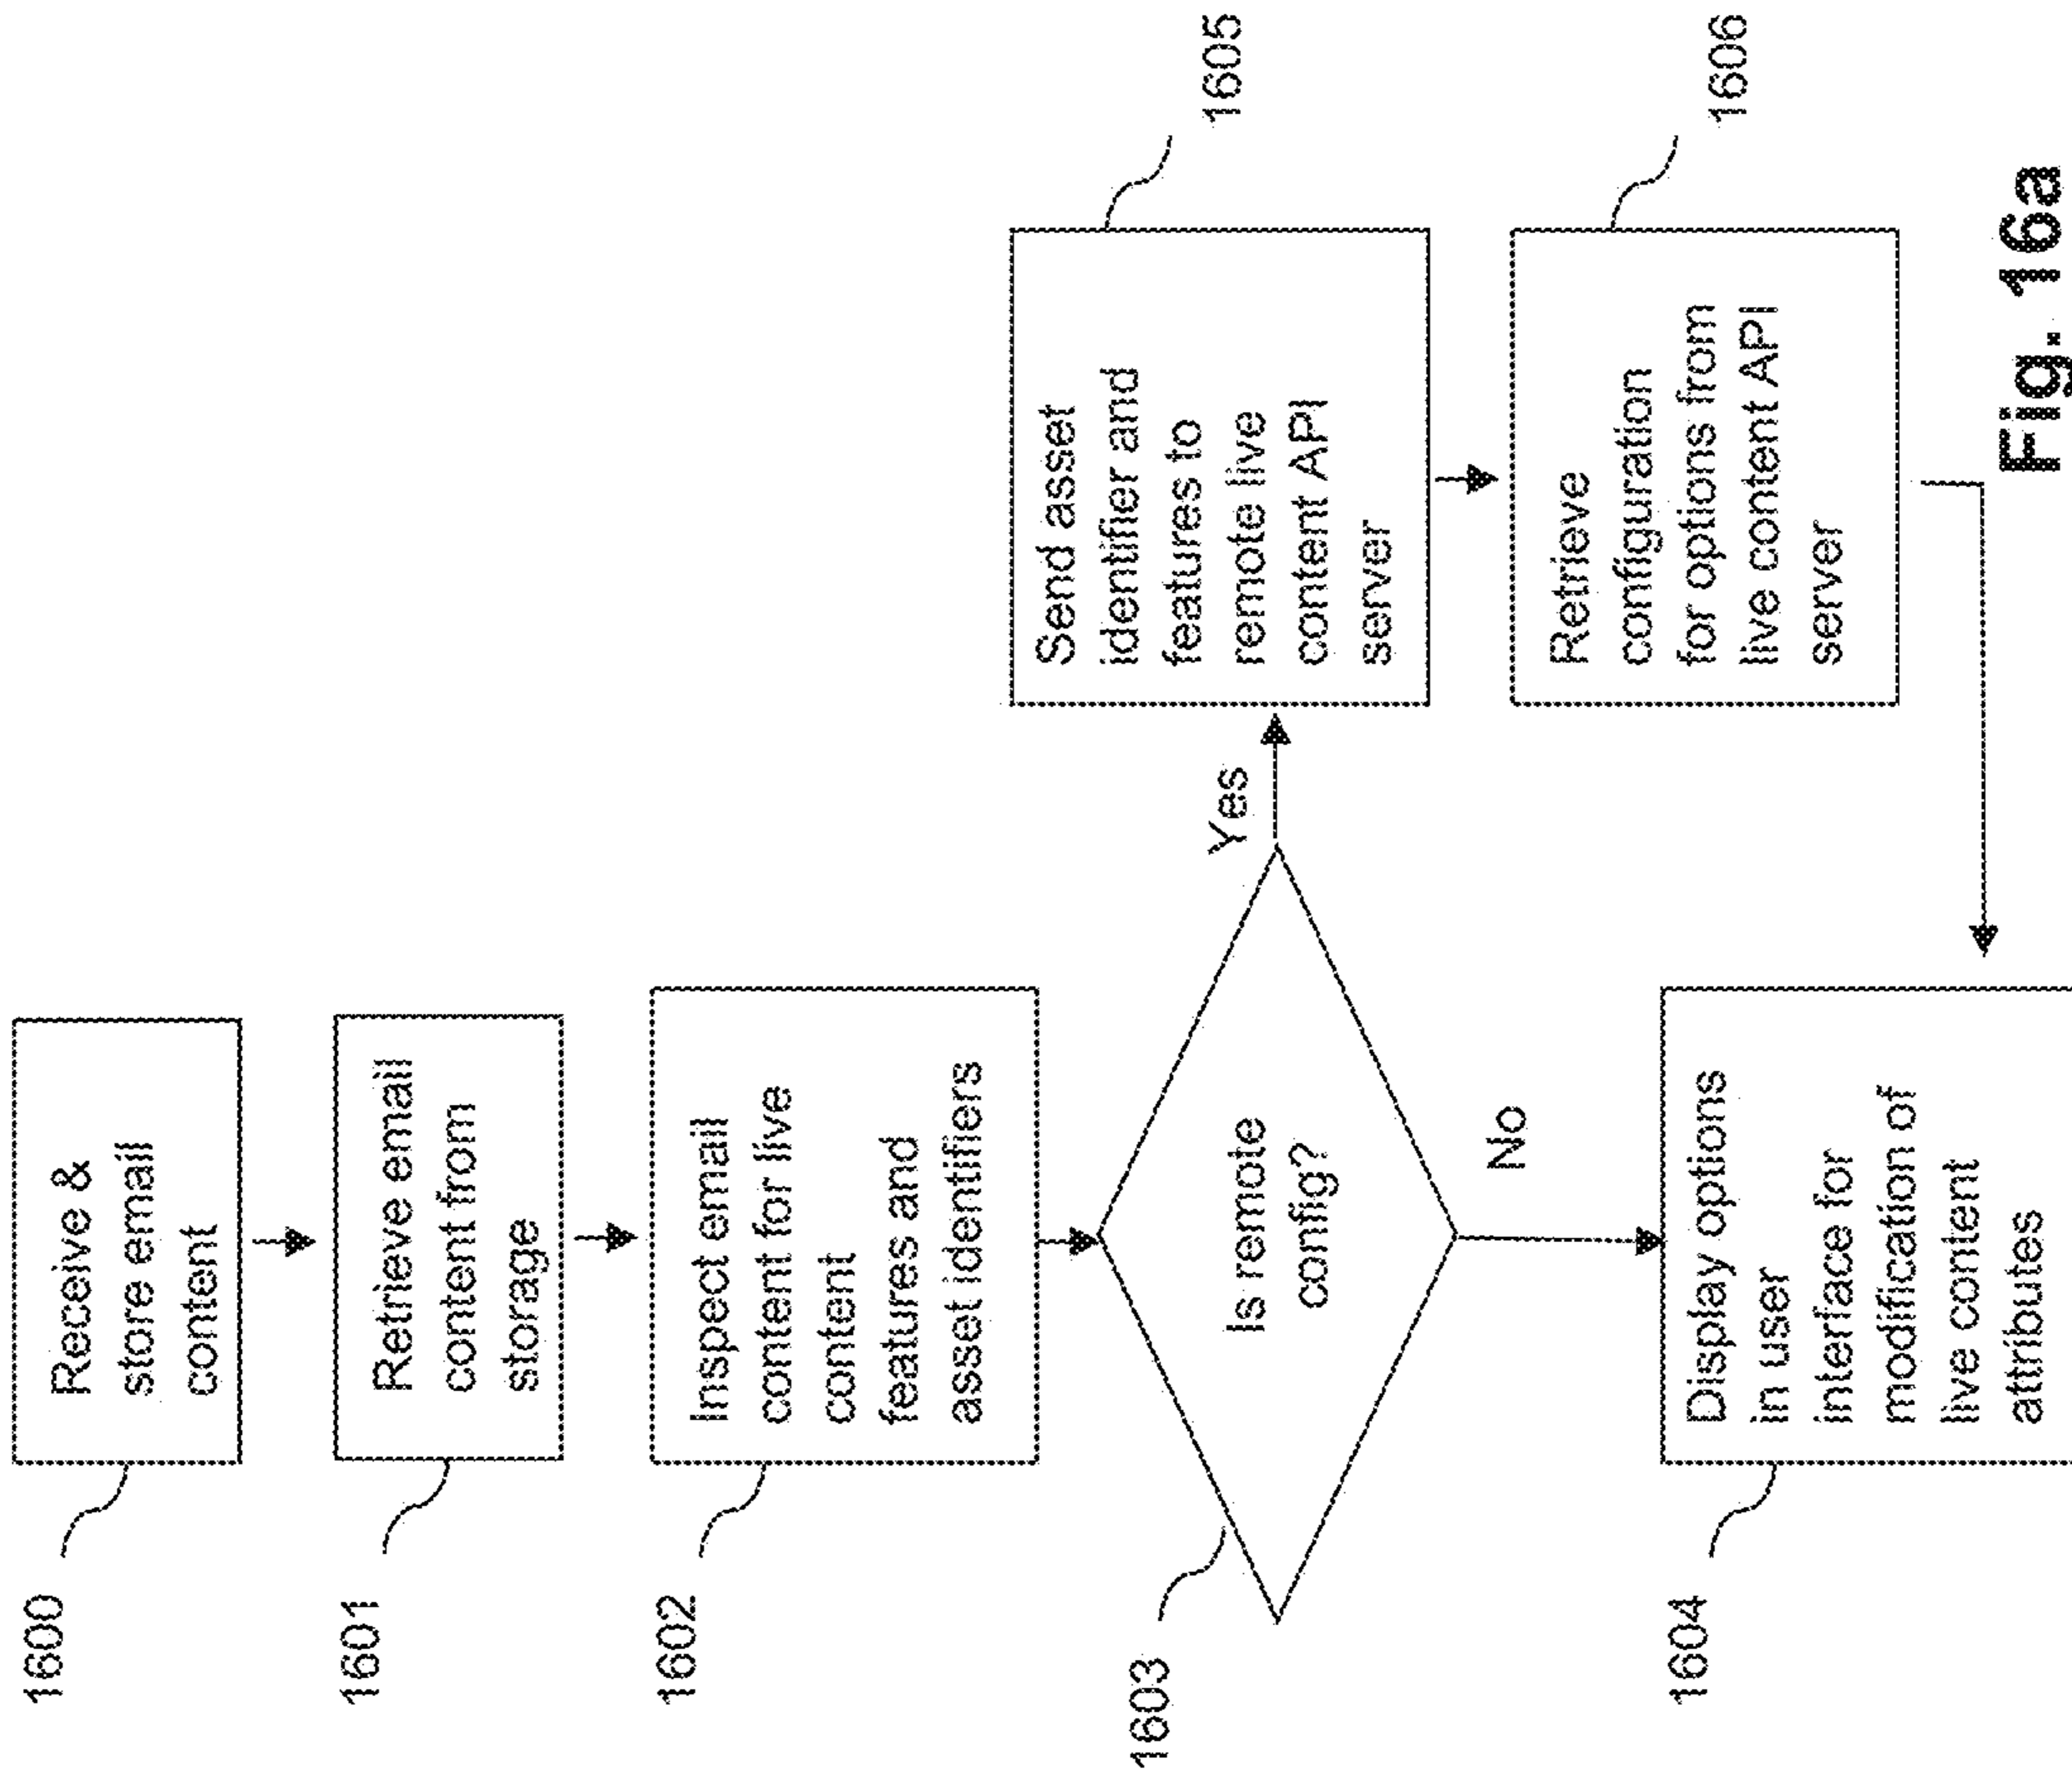 1600
Receive &
store email
content
1601
Retrieve email
content from
storage
1602
Inspect email
content for live
content
features and
asset identifiers
1603
Is remote
config?
Yes
No
1605
Send asset
identifier and
features to
remote live
content API
server
1606
Retrieve
configuration
for options from
live content API
server
1604
Display options
in user
interface for
modification of
live content
attributes
Fig. 16a